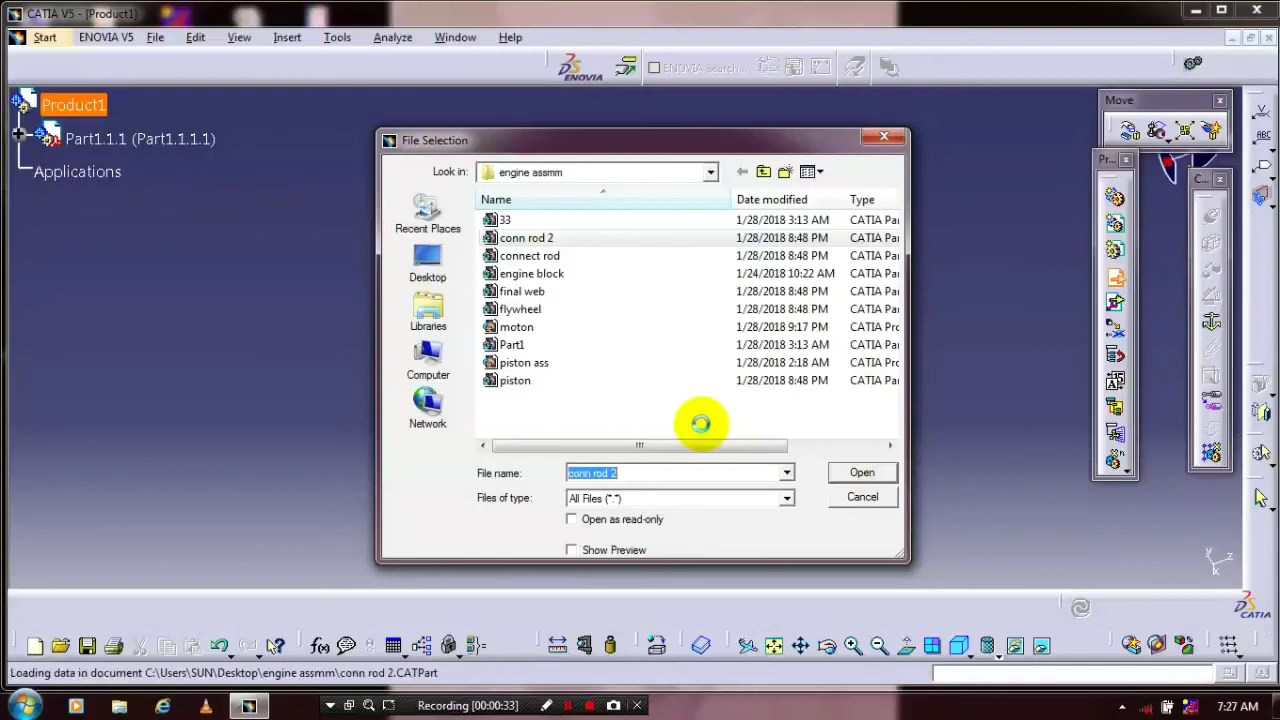 CATIA V5 - [Product1]
Start ENOVIA V5 File Edit View Insert Tools Analyze Window Help
ENOVIA ENOVIA Search...
Product1
Part1.1.1 (Part1.1.1.1)
Applications
Move
Pr...
C...
ABC
File Selection
Look in: engine assmm
Name Date modified Type
33 1/28/2018 3:13 AM CATIA Par
conn rod 2 1/28/2018 8:48 PM CATIA Par
connect rod 1/28/2018 8:48 PM CATIA Par
engine block 1/24/2018 10:22 AM CATIA Par
final web 1/28/2018 8:48 PM CATIA Par
flywheel 1/28/2018 8:48 PM CATIA Par
moton 1/28/2018 9:17 PM CATIA Pro
Part1 1/28/2018 3:13 AM CATIA Par
piston ass 1/28/2018 2:18 AM CATIA Pro
piston 1/28/2018 8:48 PM CATIA Par
Recent Places
Desktop
Libraries
Computer
Network
File name: conn rod 2 Open
Files of type: All Files (*.*) Cancel
Open as read-only
Show Preview
y z
x
CATIA
f(x)
Loading data in document C:\Users\SUN\Desktop\engine assmm\conn rod 2.CATPart
Recording [00:00:33]
7:27 AM